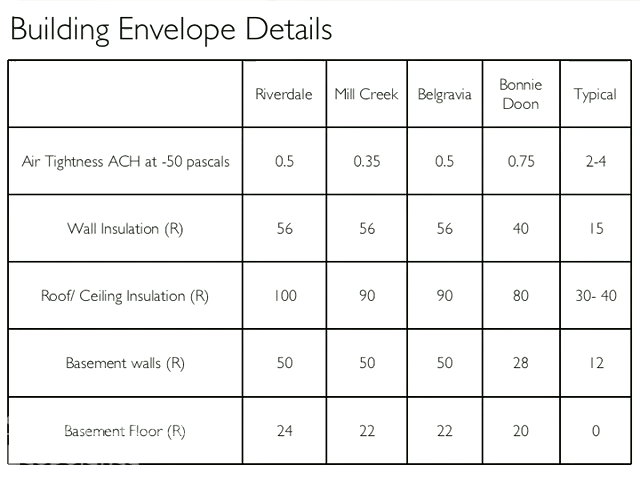 Building Envelope Details
Riverdale Mill Creek Belgravia Bonnie Doon Typical
Air Tightness ACH at -50 pascals 0.5 0.35 0.5 0.75 2-4
Wall Insulation (R) 56 56 56 40 15
Roof/ Ceiling Insulation (R) 100 90 90 80 30- 40
Basement walls (R) 50 50 50 28 12
Basement Floor (R) 24 22 22 20 0